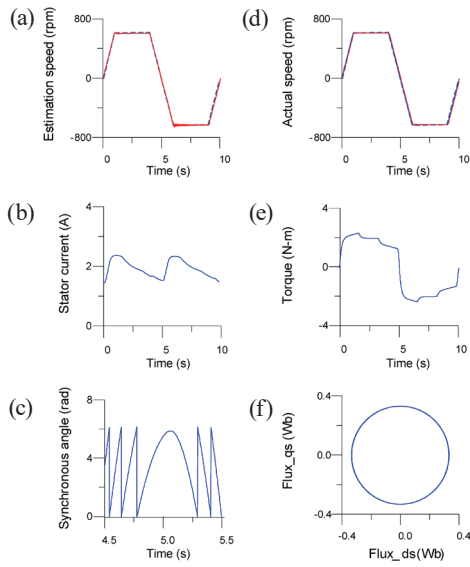 (a)
800
0
-800
Estimation speed (rpm)
0
5
10
Time (s)
(d)
800
0
-800
Actual speed (rpm)
0
5
10
Time (s)
(b)
4
2
0
Stator current (A)
0
5
10
Time (s)
(e)
4
2
0
-4
Torque (N-m)
0
5
10
Time (s)
(c)
8
4
0
Synchronous angle (rad)
4.5
5.0
5.5
Time (s)
(f)
0.4
0.0
-0.4
Flux_qs (Wb)
-0.4
0.0
0.4
Flux_ds(Wb)